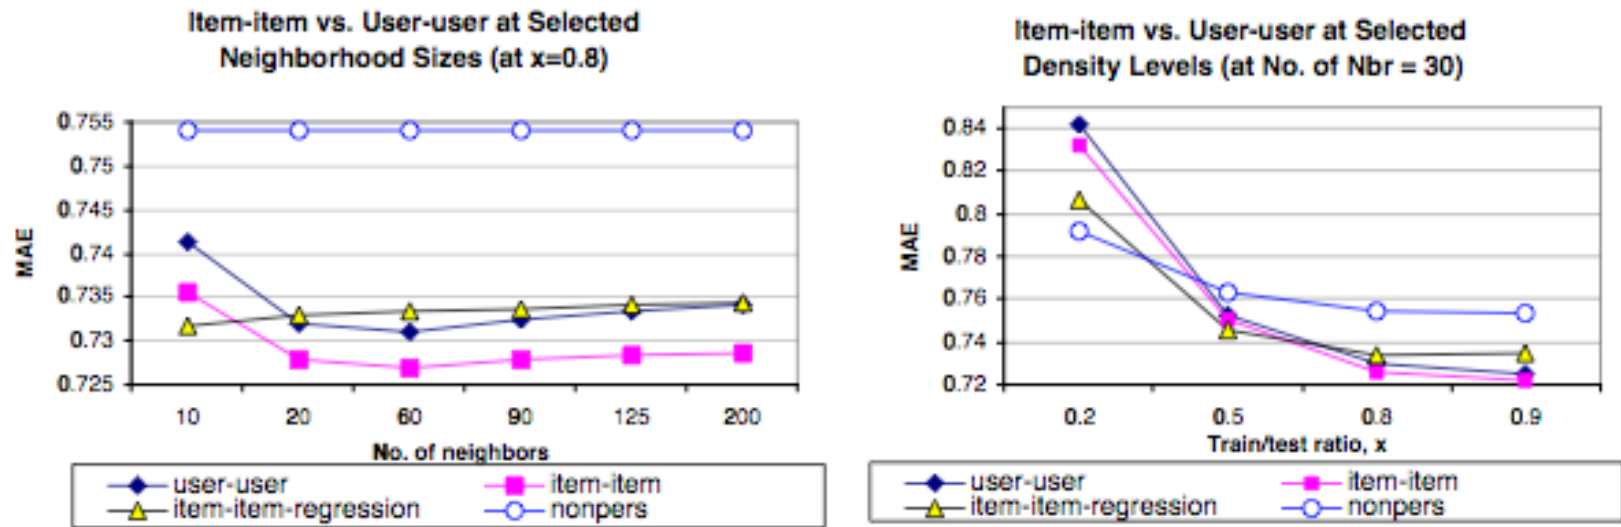 Item-item vs. User-user at Selected
Neighborhood Sizes (at x=0.8)
0.755
0.75
0.745
0.74
0.735
0.73
0.725
MAE
10 20 60 90 125 200
No. of neighbors
user-user item-item
item-item-regression nonpers
Item-item vs. User-user at Selected
Density Levels (at No. of Nbr = 30)
0.84
0.82
0.8
0.78
0.76
0.74
0.72
MAE
0.2 0.5 0.8 0.9
Train/test ratio, x
user-user item-item
item-item-regression nonpers